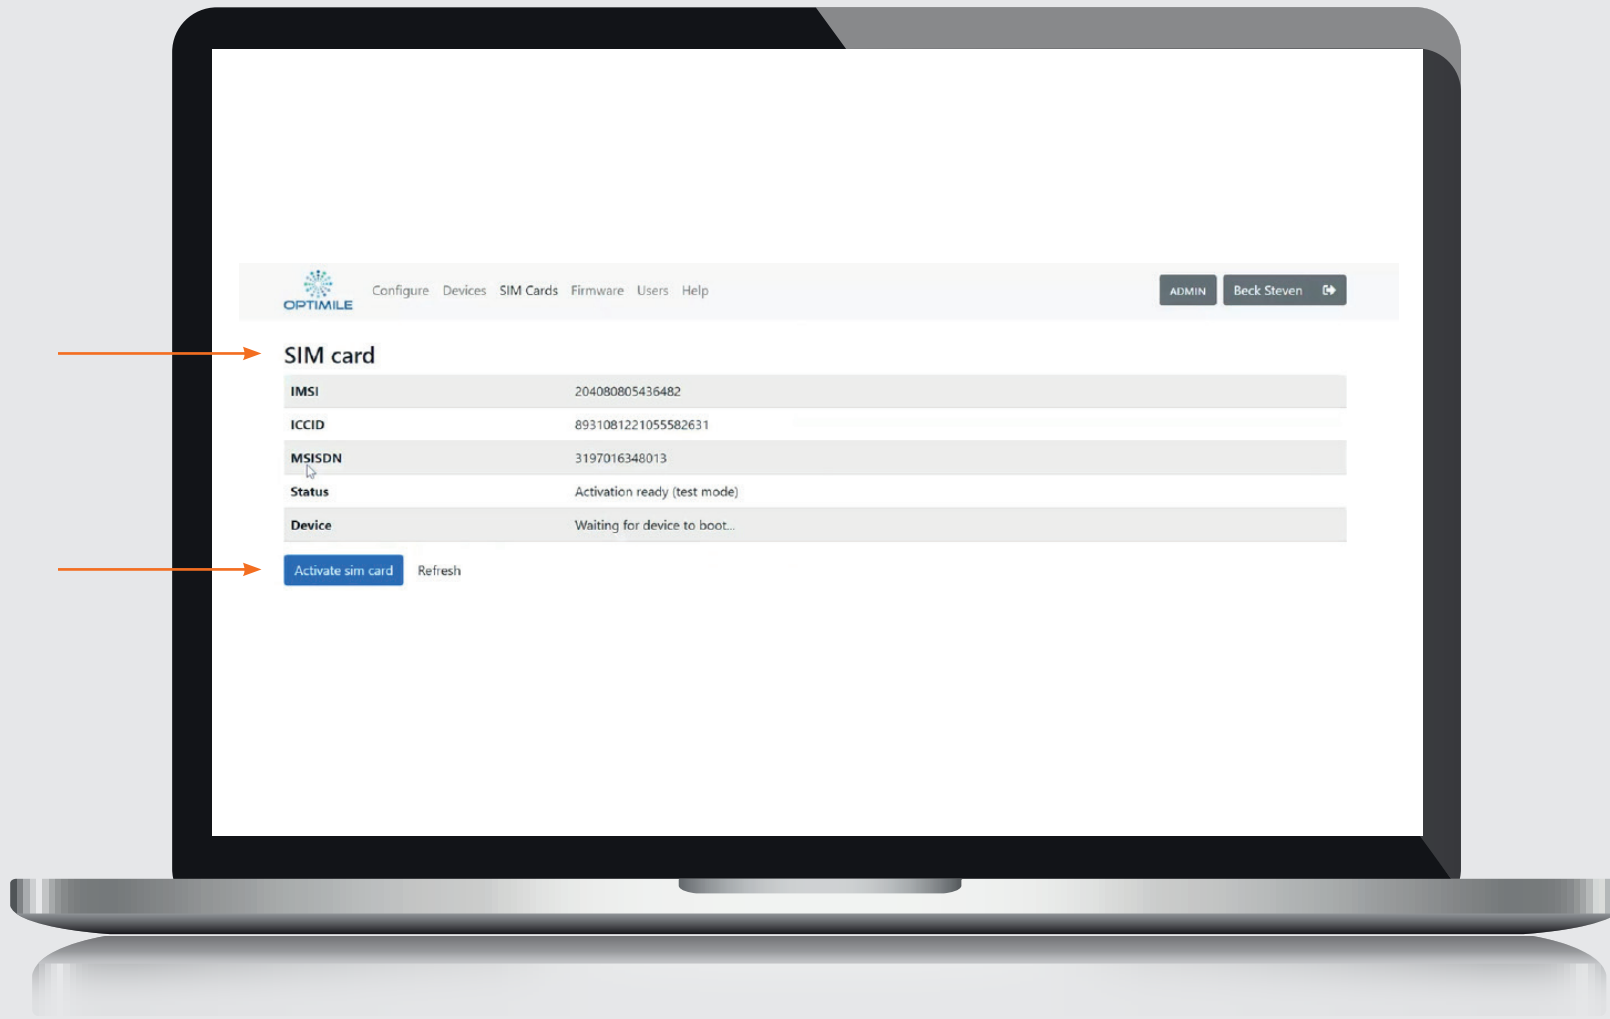 OPTIMILE Configure Devices SIM Cards Firmware Users Help ADMIN Beck Steven
SIM card
IMSI 204080805436482
ICCID 8931081221055582631
MSISDN 3197016348013
Status Activation ready (test mode)
Device Waiting for device to boot...
Activate sim card Refresh